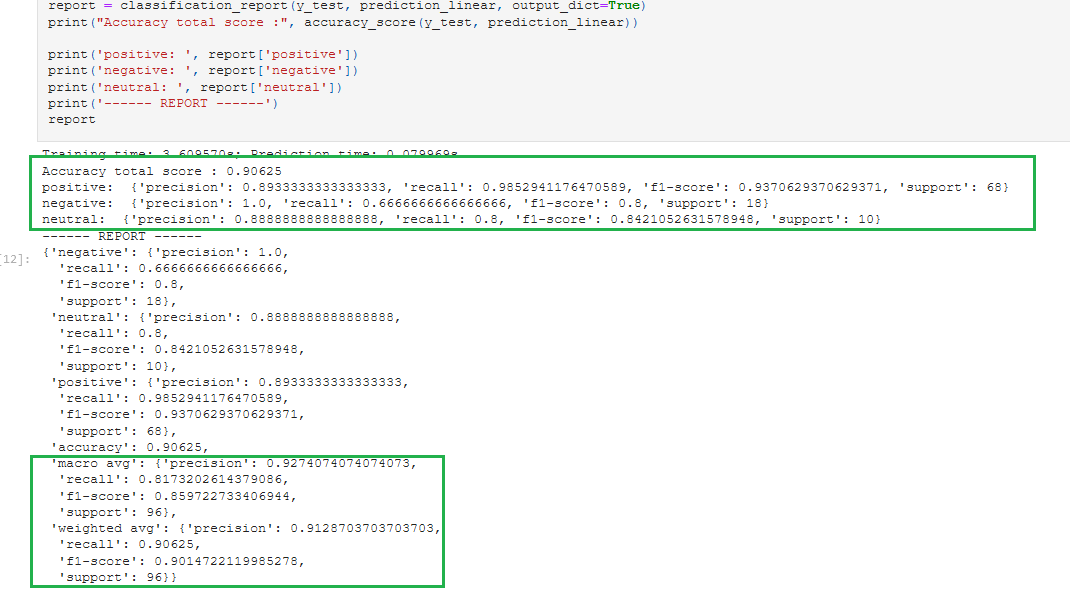 report = classification_report(y_test, prediction_linear, output_dict=True)
print("Accuracy total score :", accuracy_score(y_test, prediction_linear))
print('positive: ', report['positive'])
print('negative: ', report['negative'])
print('neutral: ', report['neutral'])
print('------ REPORT ------')
report
Training time: 3.609570s; Prediction time: 0.079969s
Accuracy total score : 0.90625
positive:  {'precision': 0.8933333333333333, 'recall': 0.9852941176470589, 'f1-score': 0.9370629370629371, 'support': 68}
negative:  {'precision': 1.0, 'recall': 0.6666666666666666, 'f1-score': 0.8, 'support': 18}
neutral:  {'precision': 0.8888888888888888, 'recall': 0.8, 'f1-score': 0.8421052631578948, 'support': 10}
------ REPORT ------
[12]: {'negative': {'precision': 1.0,
'recall': 0.6666666666666666,
'f1-score': 0.8,
'support': 18},
'neutral': {'precision': 0.8888888888888888,
'recall': 0.8,
'f1-score': 0.8421052631578948,
'support': 10},
'positive': {'precision': 0.8933333333333333,
'recall': 0.9852941176470589,
'f1-score': 0.9370629370629371,
'support': 68},
'accuracy': 0.90625,
'macro avg': {'precision': 0.9274074074074073,
'recall': 0.8173202614379086,
'f1-score': 0.859722733406944,
'support': 96},
'weighted avg': {'precision': 0.9128703703703703,
'recall': 0.90625,
'f1-score': 0.9014722119985278,
'support': 96}}